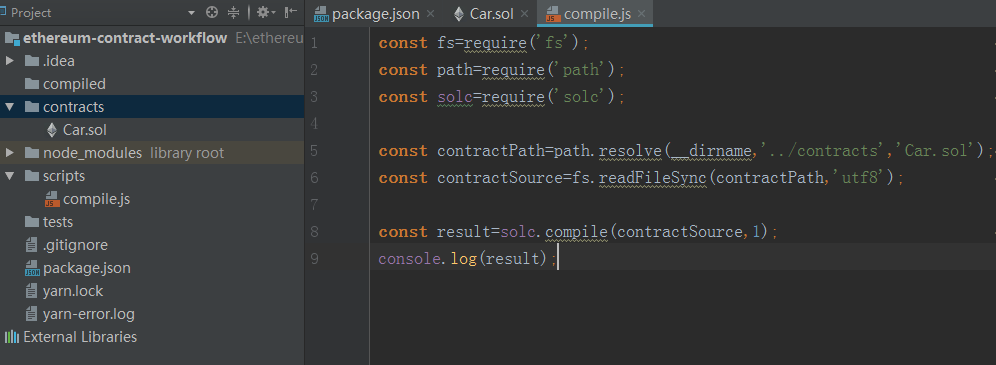 Project
package.json
Car.sol
compile.js
ethereum-contract-workflow E:\ethereu
.idea
compiled
contracts
Car.sol
node_modules library root
scripts
compile.js
tests
.gitignore
package.json
yarn.lock
yarn-error.log
External Libraries
1 const fs=require('fs');
2 const path=require('path');
3 const solc=require('solc');
4
5 const contractPath=path.resolve(__dirname,'../contracts','Car.sol');
6 const contractSource=fs.readFileSync(contractPath,'utf8');
7
8 const result=solc.compile(contractSource,1);
9 console.log(result);